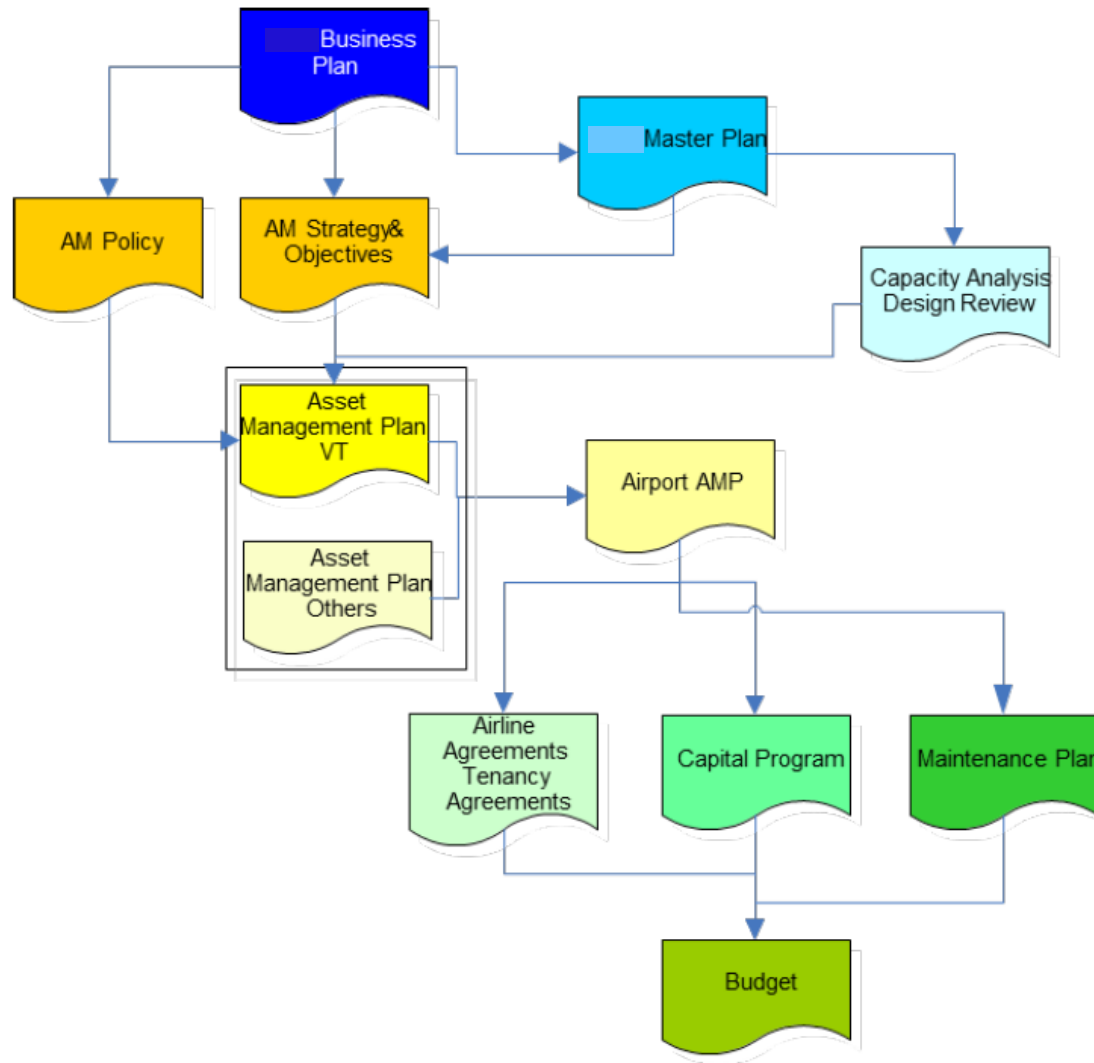 Business
Plan
Master Plan
AM Policy
AM Strategy&
Objectives
Capacity Analysis
Design Review
Asset
Management Plan
VT
Airport AMP
Asset
Management Plan
Others
Airline
Agreements
Tenancy
Agreements
Capital Program
Maintenance Plan
Budget